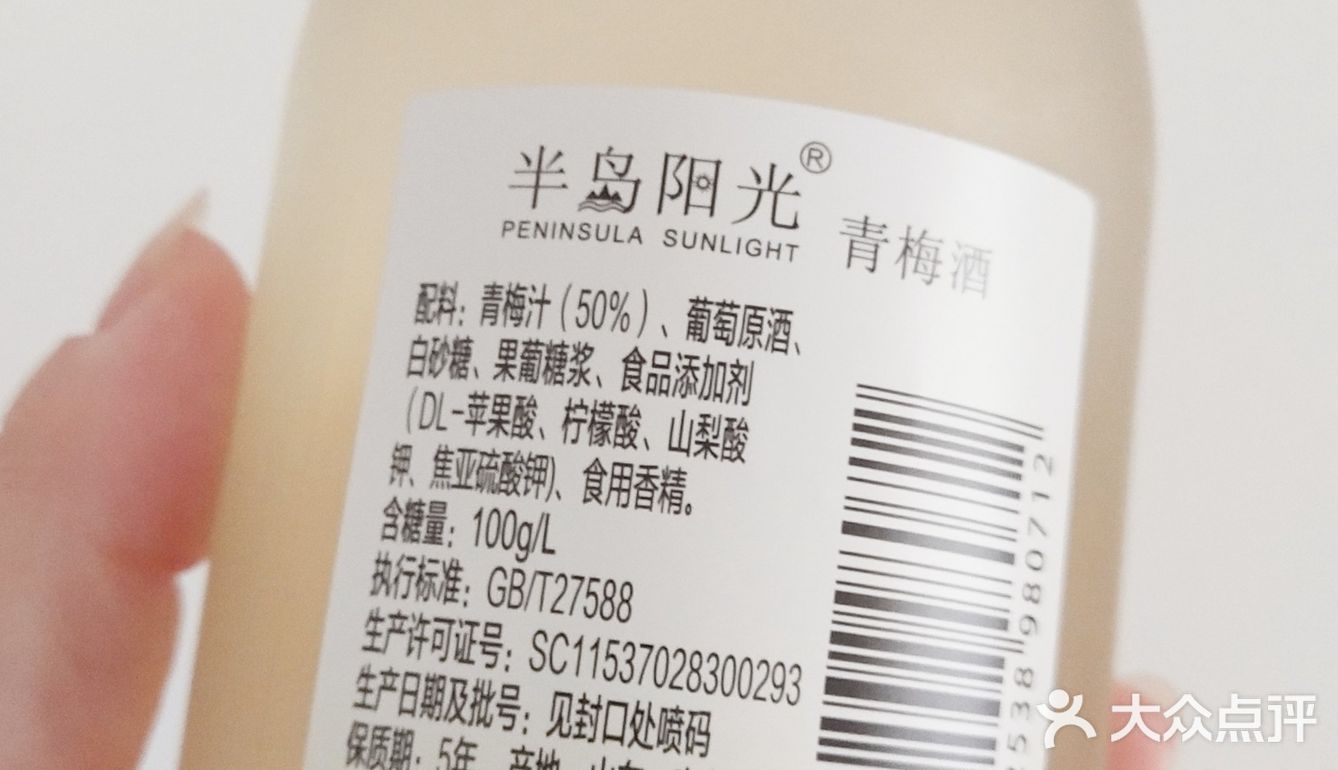 半岛阳光®
PENINSULA SUNLIGHT
青梅酒
配料：青梅汁（50%）、葡萄原酒、
白砂糖、果葡糖浆、食品添加剂
（DL-苹果酸、柠檬酸、山梨酸
钾、焦亚硫酸钾)、食用香精。
含糖量：100g/L
执行标准：GB/T27588
生产许可证号：SC11537028300293
生产日期及批号：见封口处喷码
保质期：5年 产地：山东
538980712
大众点评